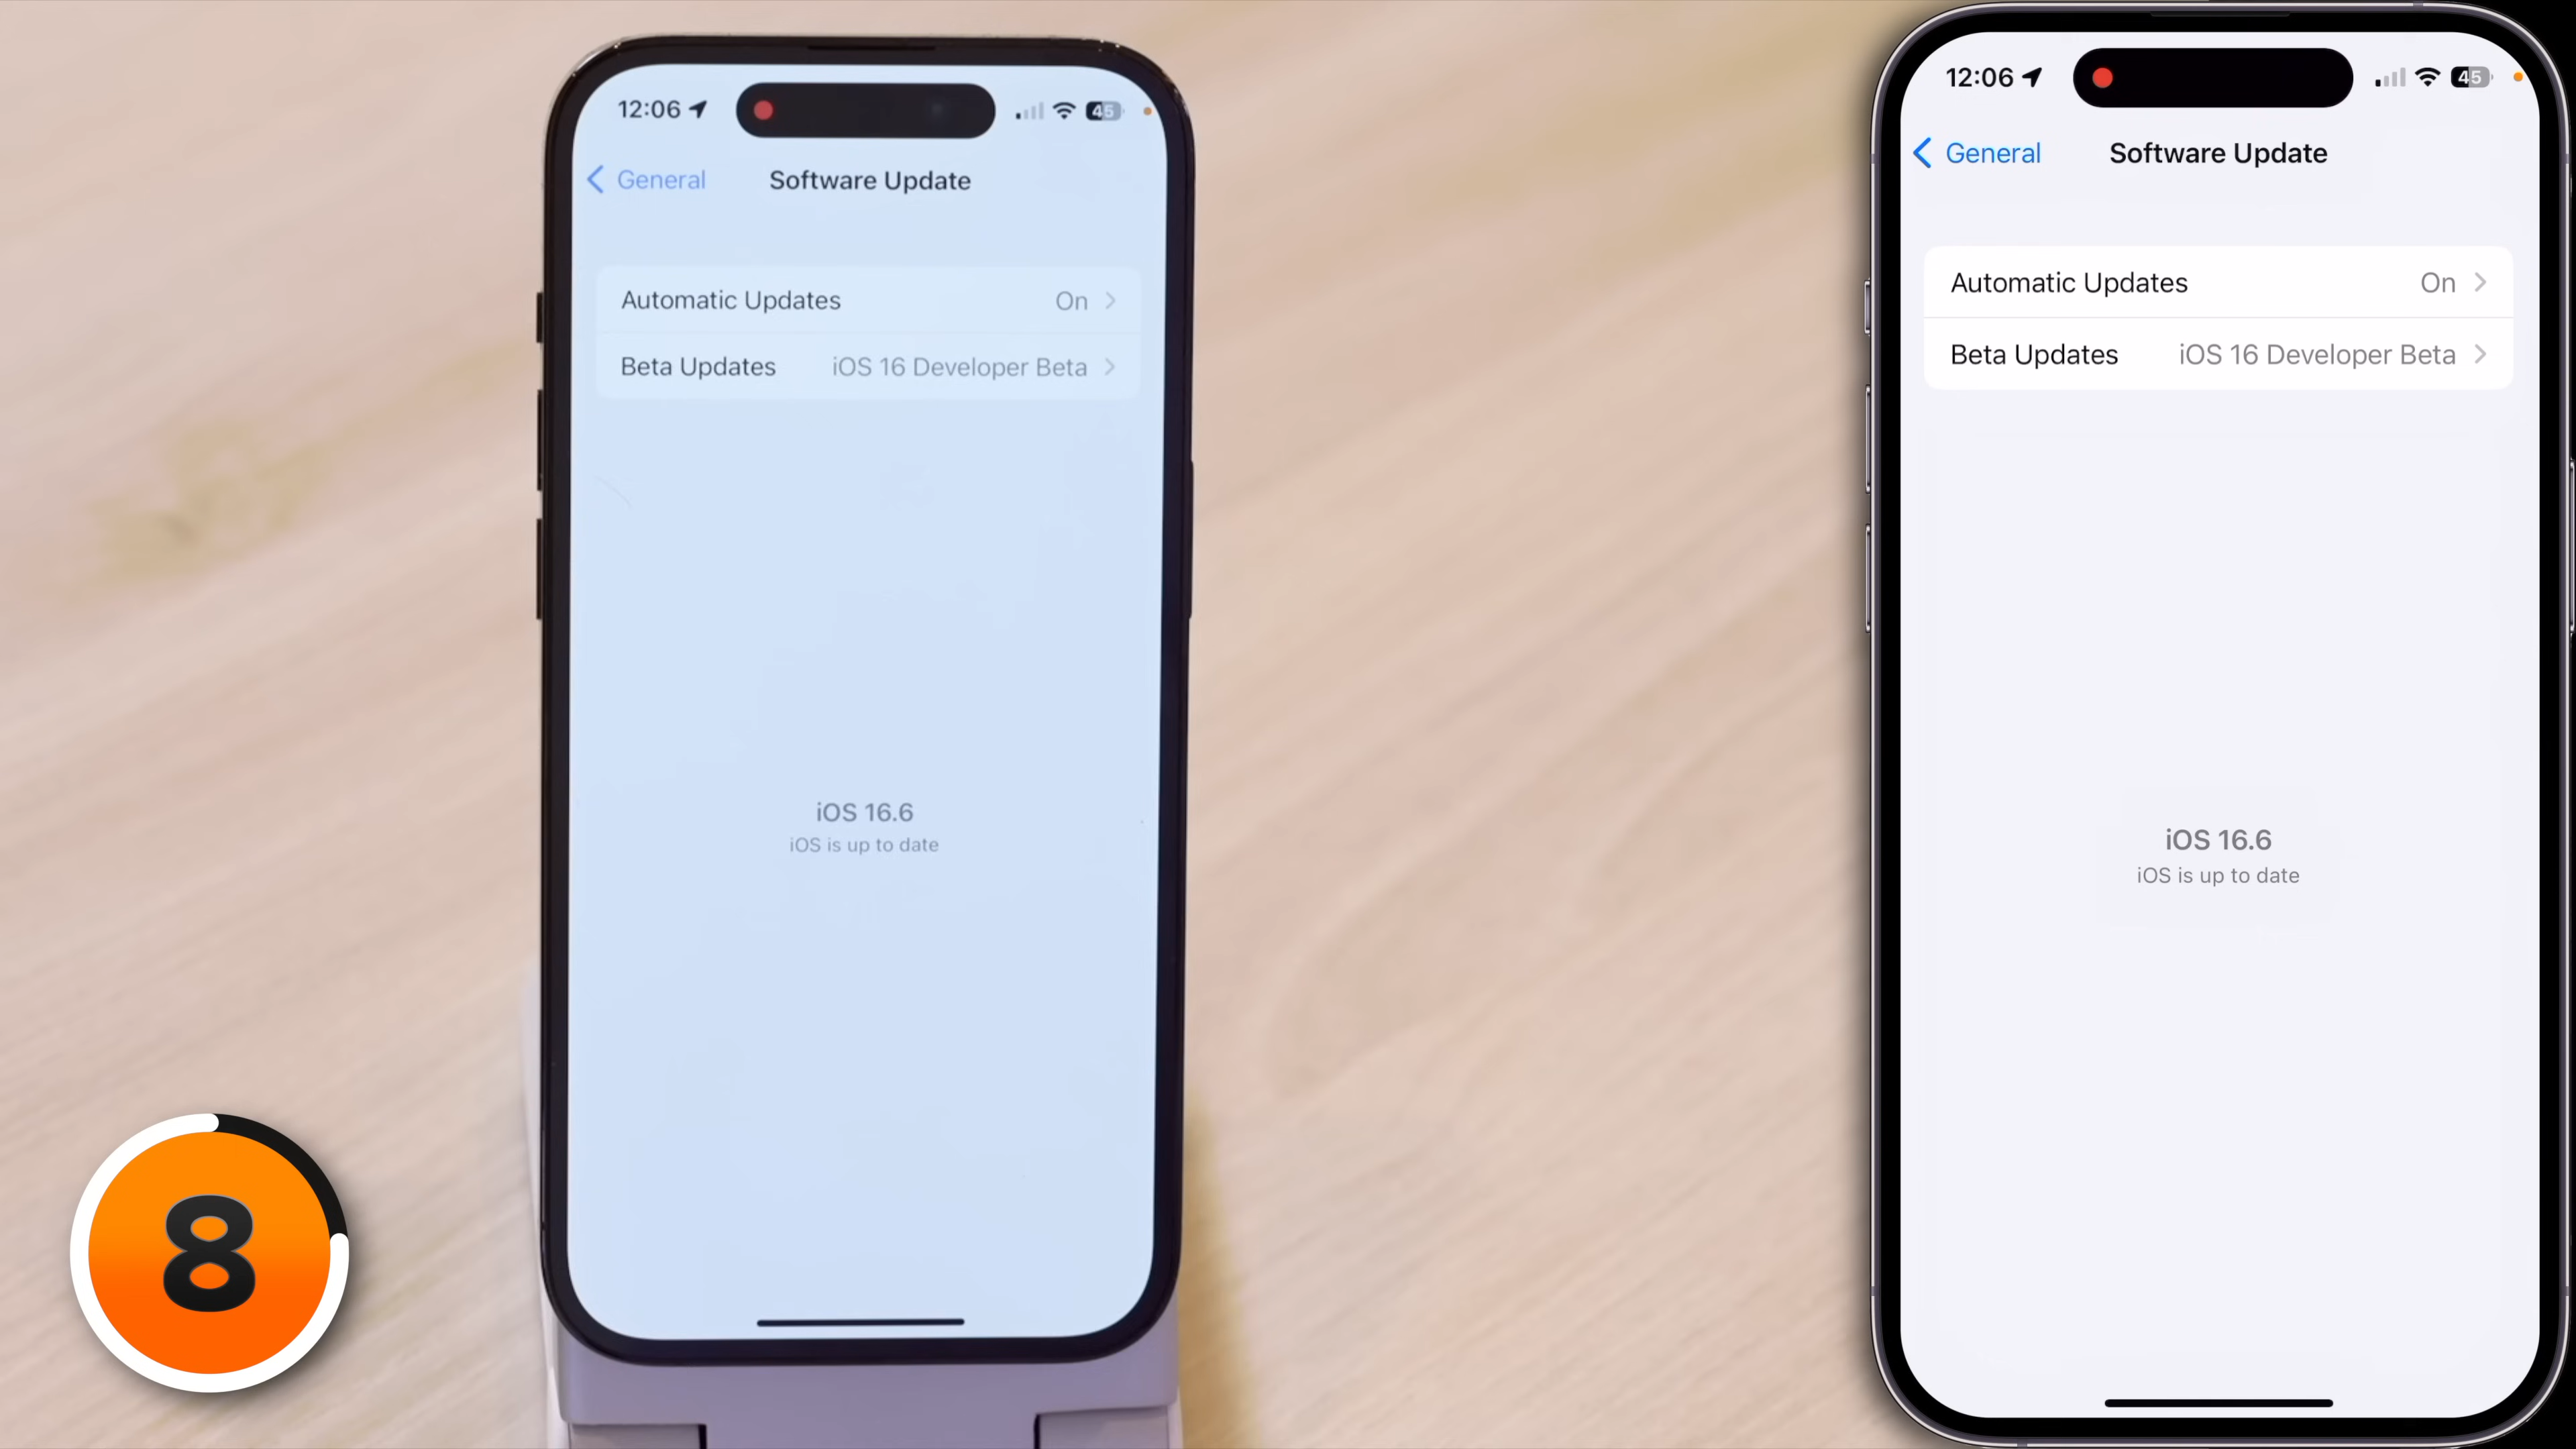 12:06
45
General
Software Update
Automatic Updates On
Beta Updates iOS 16 Developer Beta
iOS 16.6
iOS is up to date
8
12:06
45
General
Software Update
Automatic Updates On
Beta Updates iOS 16 Developer Beta
iOS 16.6
iOS is up to date